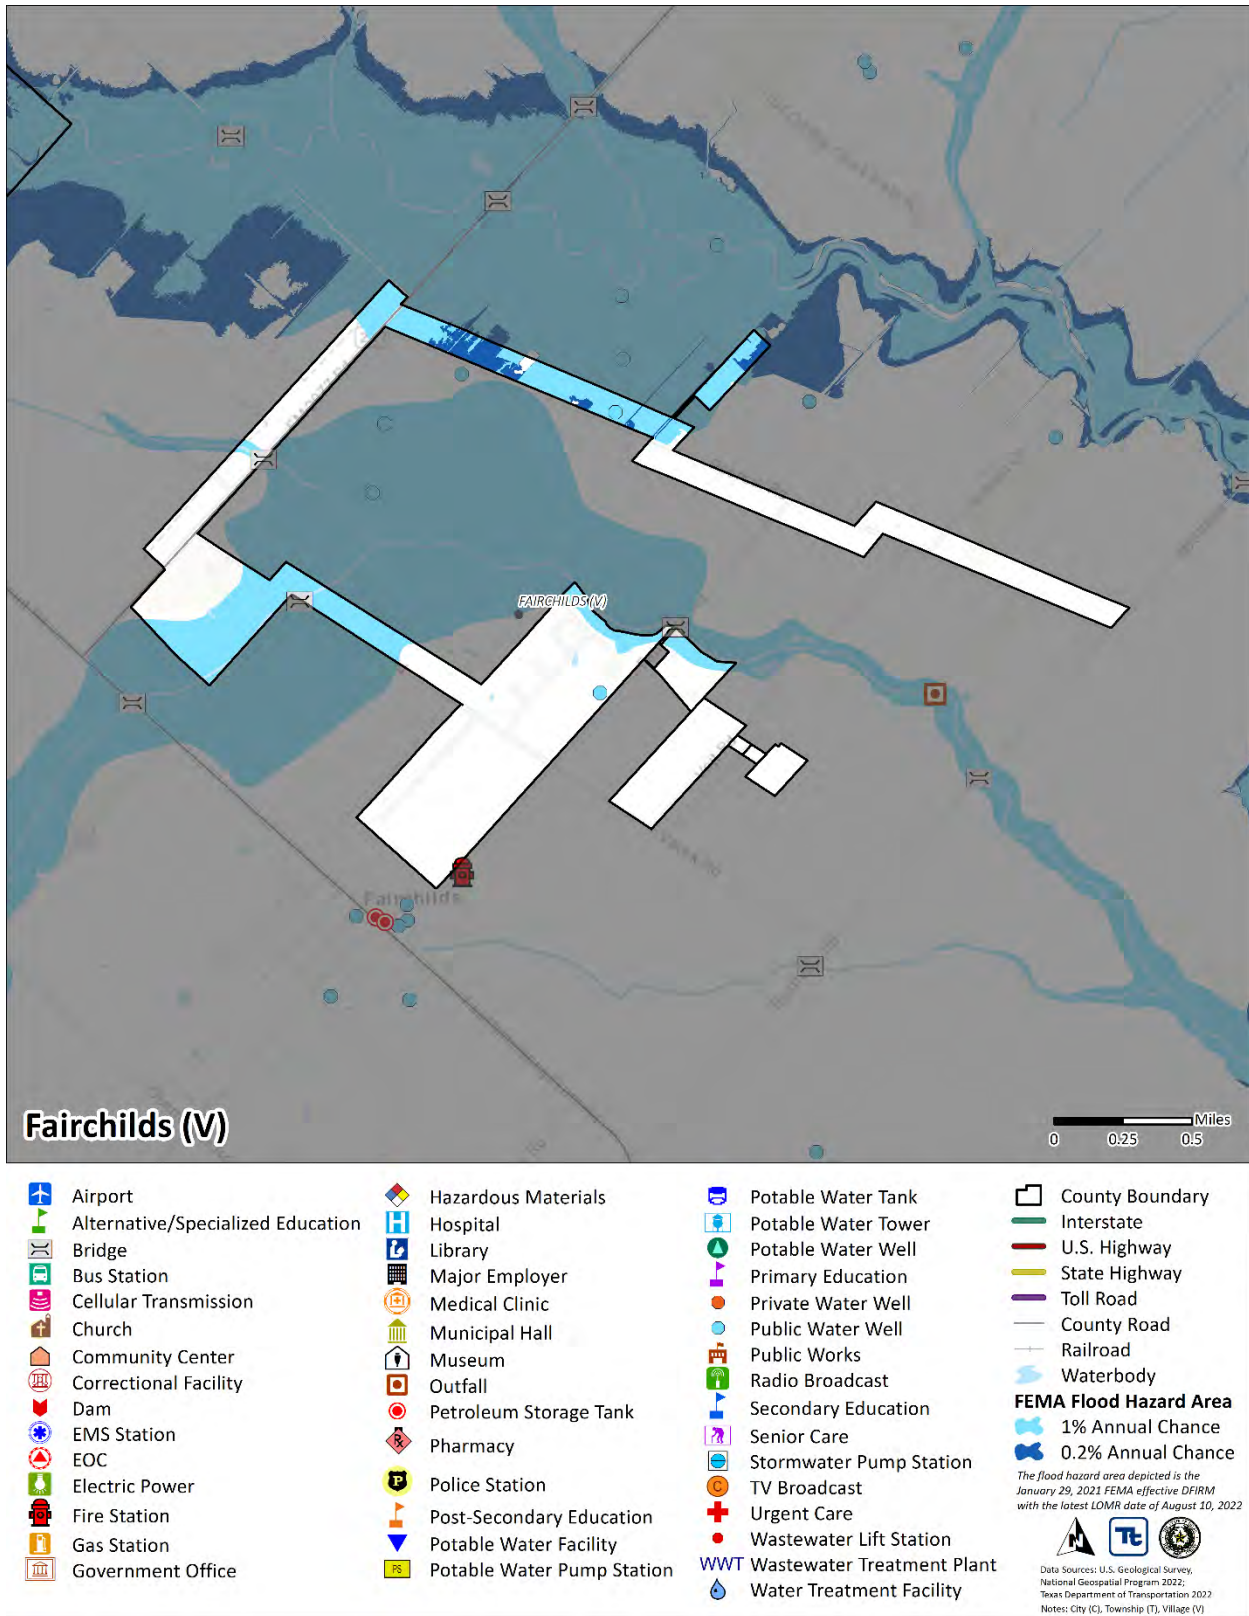 FAIRCHILDS (V)
Fairchilds
Fairchilds (V)
Miles
0 0.25 0.5
Airport
Alternative/Specialized Education
Bridge
Bus Station
Cellular Transmission
Church
Community Center
Correctional Facility
Dam
EMS Station
EOC
Electric Power
Fire Station
Gas Station
Government Office
Hazardous Materials
H Hospital
Library
Major Employer
Medical Clinic
Municipal Hall
Museum
Outfall
Petroleum Storage Tank
Rx Pharmacy
P Police Station
Post-Secondary Education
Potable Water Facility
PS Potable Water Pump Station
Potable Water Tank
Potable Water Tower
Potable Water Well
Primary Education
Private Water Well
Public Water Well
Public Works
Radio Broadcast
Secondary Education
Senior Care
Stormwater Pump Station
C TV Broadcast
Urgent Care
Wastewater Lift Station
WWT Wastewater Treatment Plant
Water Treatment Facility
County Boundary
Interstate
U.S. Highway
State Highway
Toll Road
County Road
Railroad
Waterbody
FEMA Flood Hazard Area
1% Annual Chance
0.2% Annual Chance
The flood hazard area depicted is the
January 29, 2021 FEMA effective DFIRM
with the latest LOMR date of August 10, 2022
N
Tt
Data Sources: U.S. Geological Survey,
National Geospatial Program 2022;
Texas Department of Transportation 2022
Notes: City (C), Township (T), Village (V)